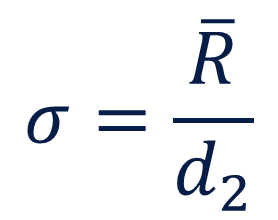 σ = R̄ / d₂